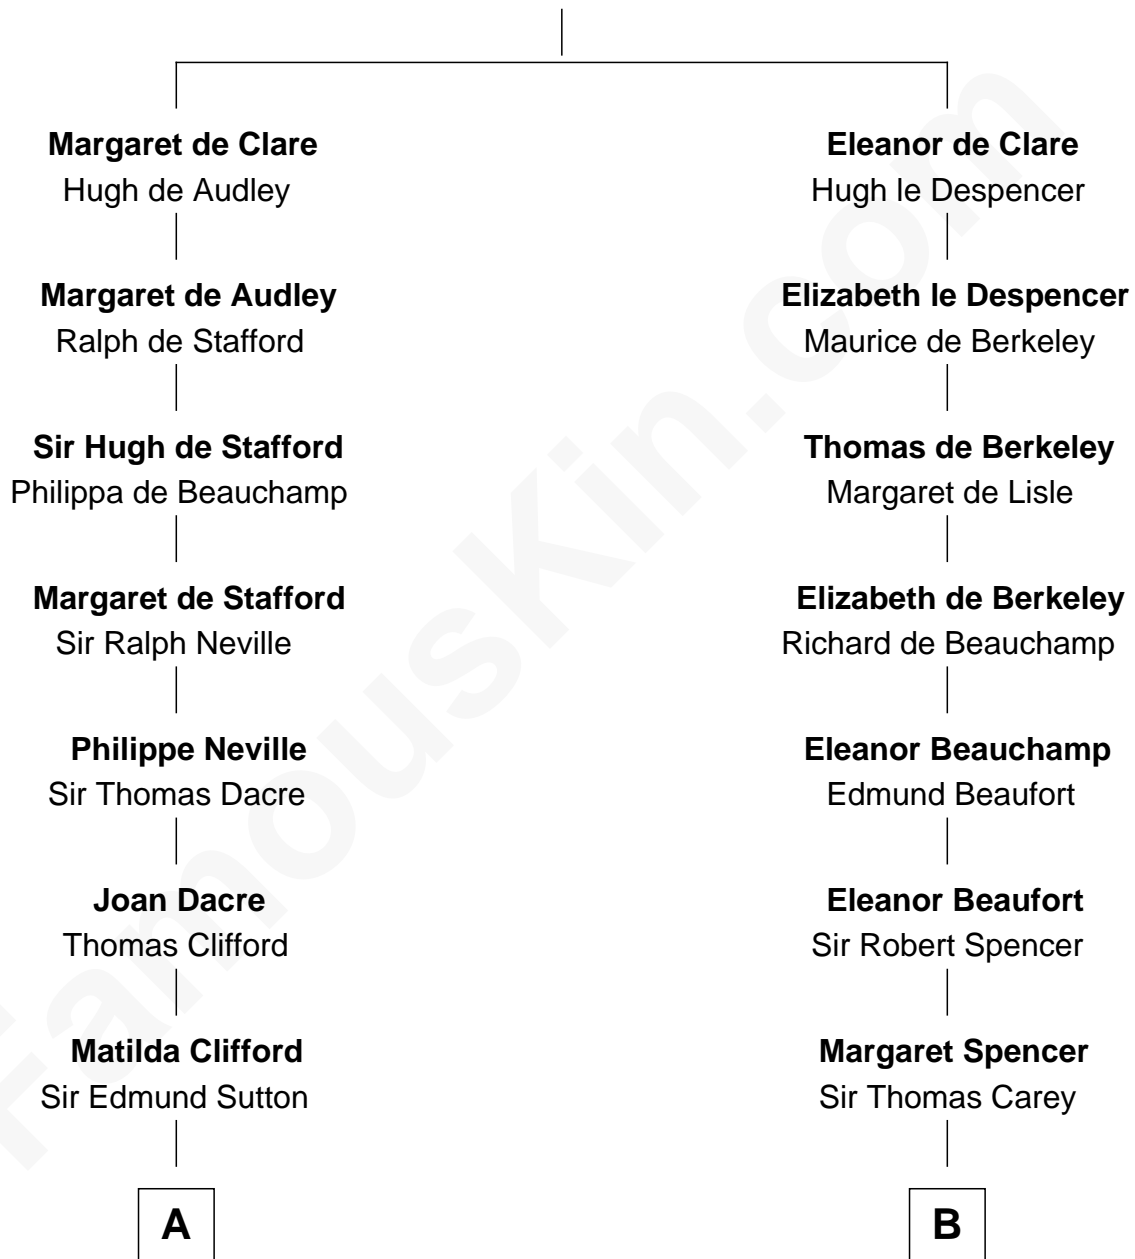 Margaret de Clare
Hugh de Audley
Eleanor de Clare
Hugh le Despencer
Margaret de Audley
Ralph de Stafford
Elizabeth le Despencer
Maurice de Berkeley
Sir Hugh de Stafford
Philippa de Beauchamp
Thomas de Berkeley
Margaret de Lisle
Margaret de Stafford
Sir Ralph Neville
Elizabeth de Berkeley
Richard de Beauchamp
Philippe Neville
Sir Thomas Dacre
Eleanor Beauchamp
Edmund Beaufort
Joan Dacre
Thomas Clifford
Eleanor Beaufort
Sir Robert Spencer
Matilda Clifford
Sir Edmund Sutton
Margaret Spencer
Sir Thomas Carey
A
B
FamousKin.com